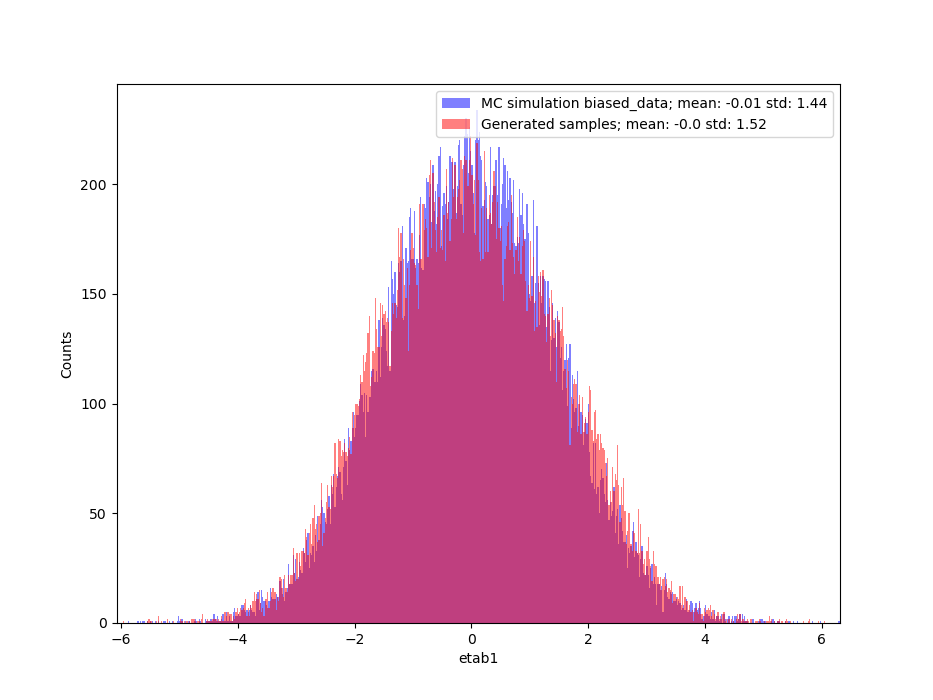 MC simulation biased_data; mean: -0.01 std: 1.44
Generated samples; mean: -0.0 std: 1.52
200
150
100
50
0
Counts
−6 −4 −2 0 2 4 6
etab1